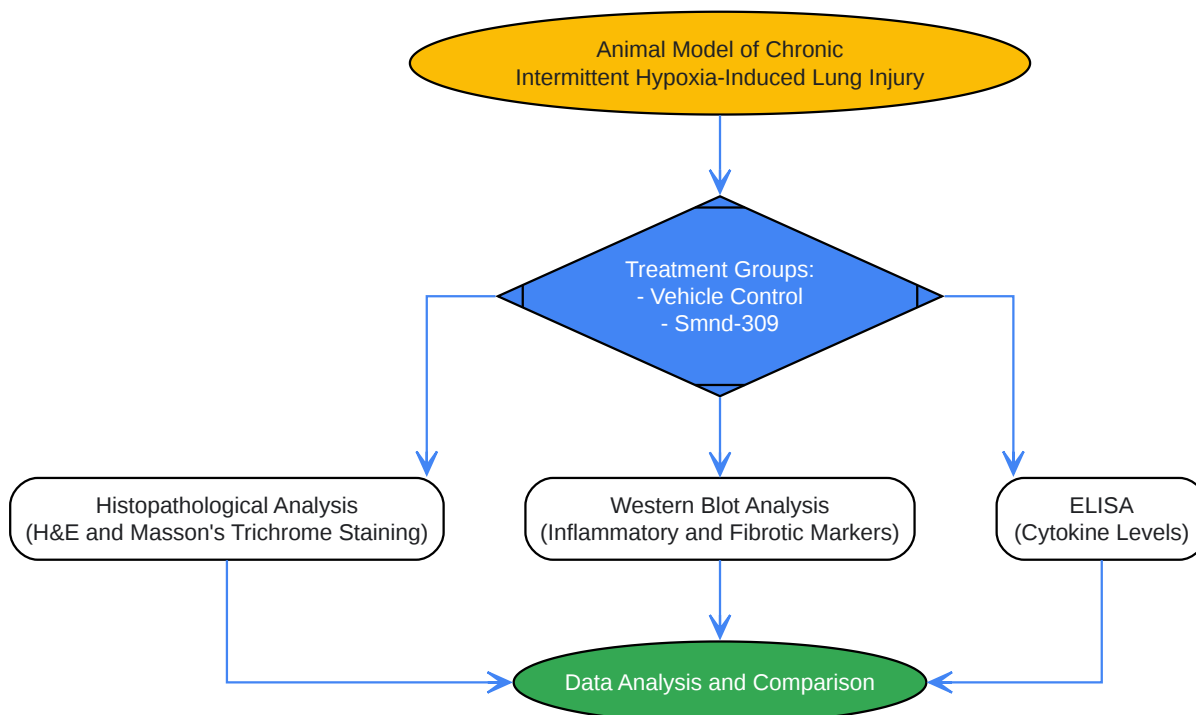 Animal Model of Chronic
Intermittent Hypoxia-Induced Lung Injury
Treatment Groups:
- Vehicle Control
- Smnd-309
Histopathological Analysis
(H&E and Masson's Trichrome Staining)
Western Blot Analysis
(Inflammatory and Fibrotic Markers)
ELISA
(Cytokine Levels)
Data Analysis and Comparison